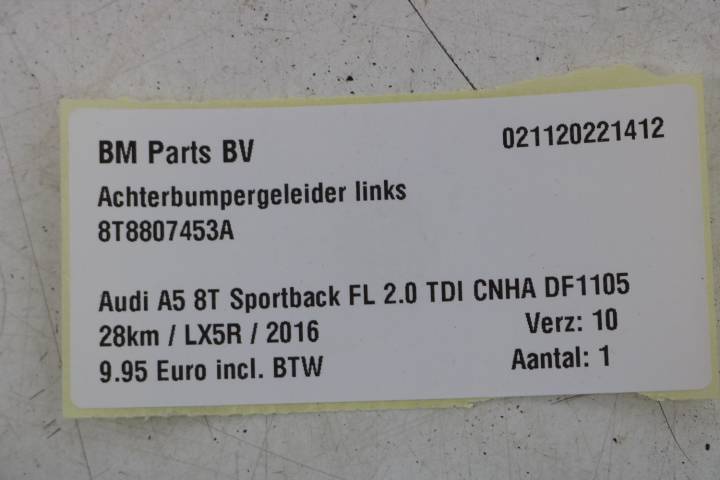 BM Parts BV 021120221412
Achterbumpergeleider links
8T8807453A
Audi A5 8T Sportback FL 2.0 TDI CNHA DF1105
28km / LX5R / 2016 Verz: 10
9.95 Euro incl. BTW Aantal: 1